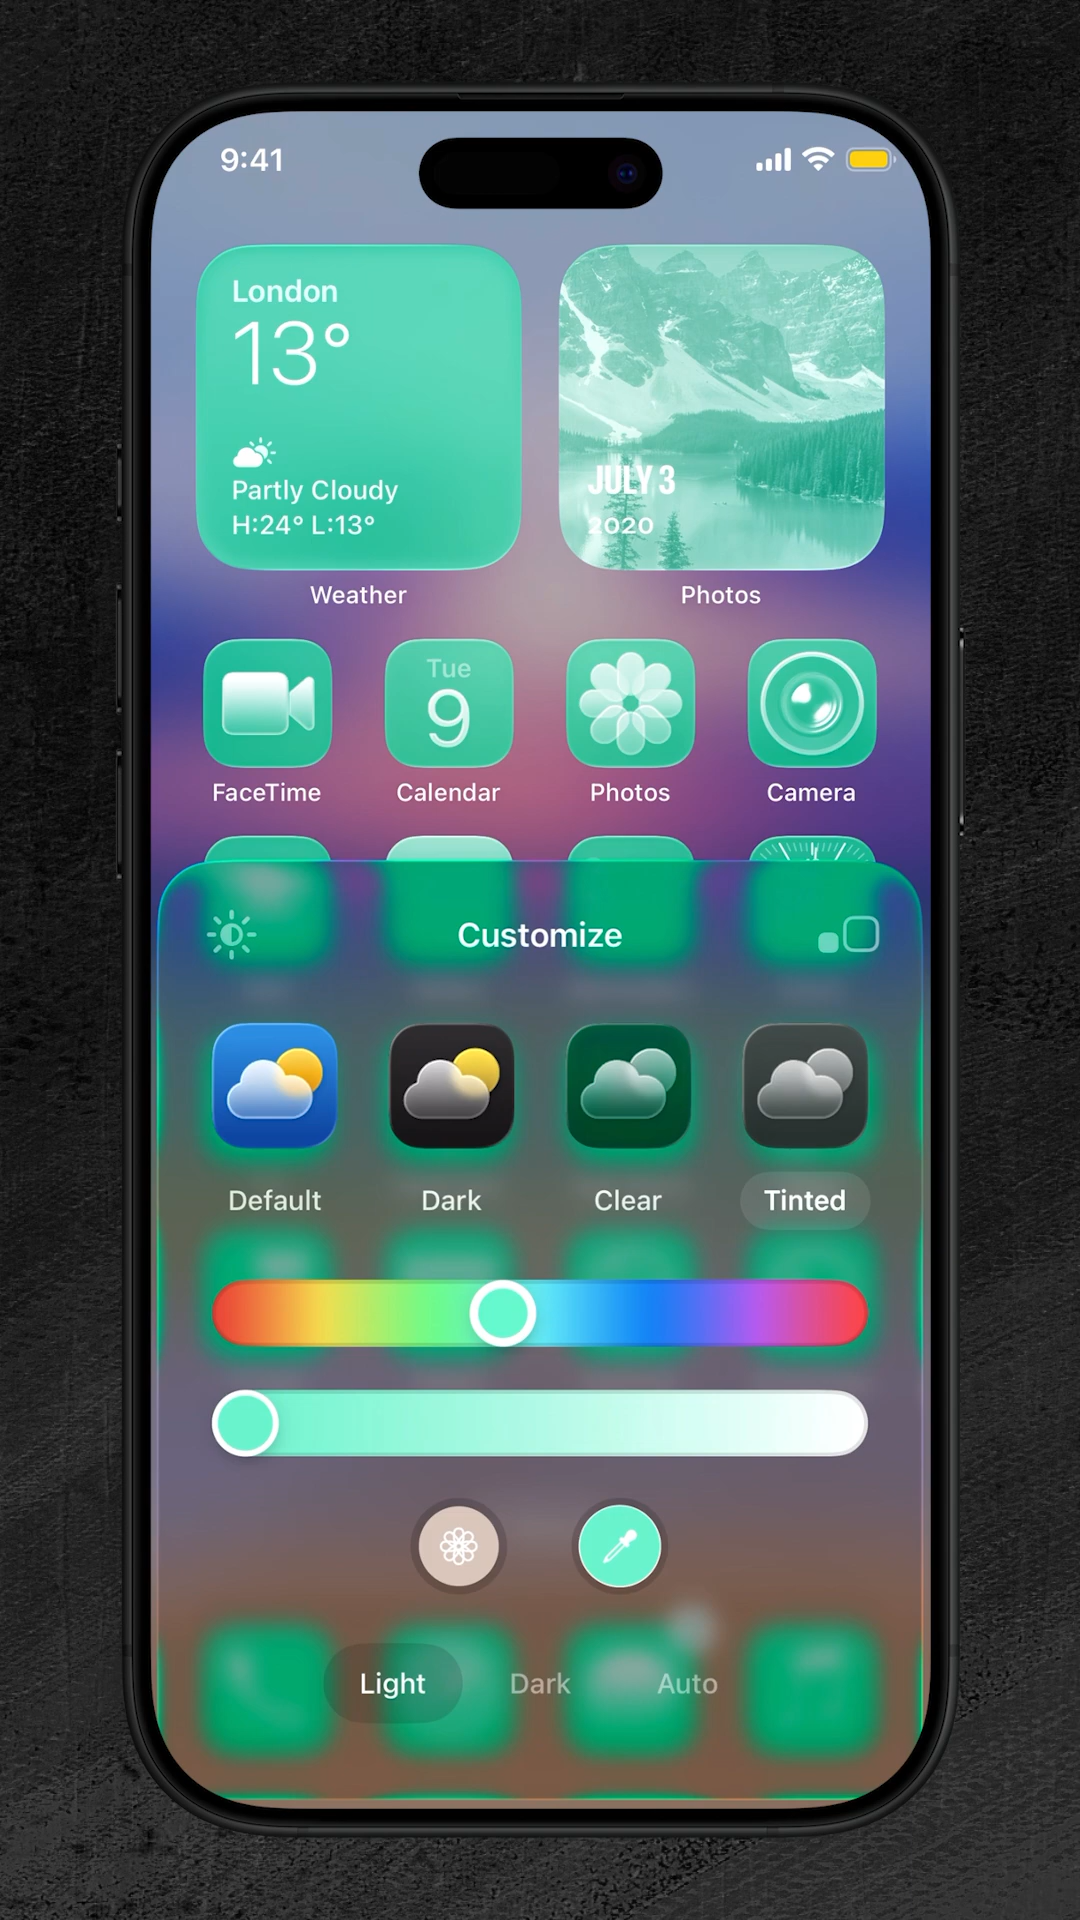 9:41
London
13°
Partly Cloudy
H:24° L:13°
JULY 3
2020
Weather
Photos
Tue
9
FaceTime
Calendar
Photos
Camera
Customize
Default
Dark
Clear
Tinted
Light
Dark
Auto